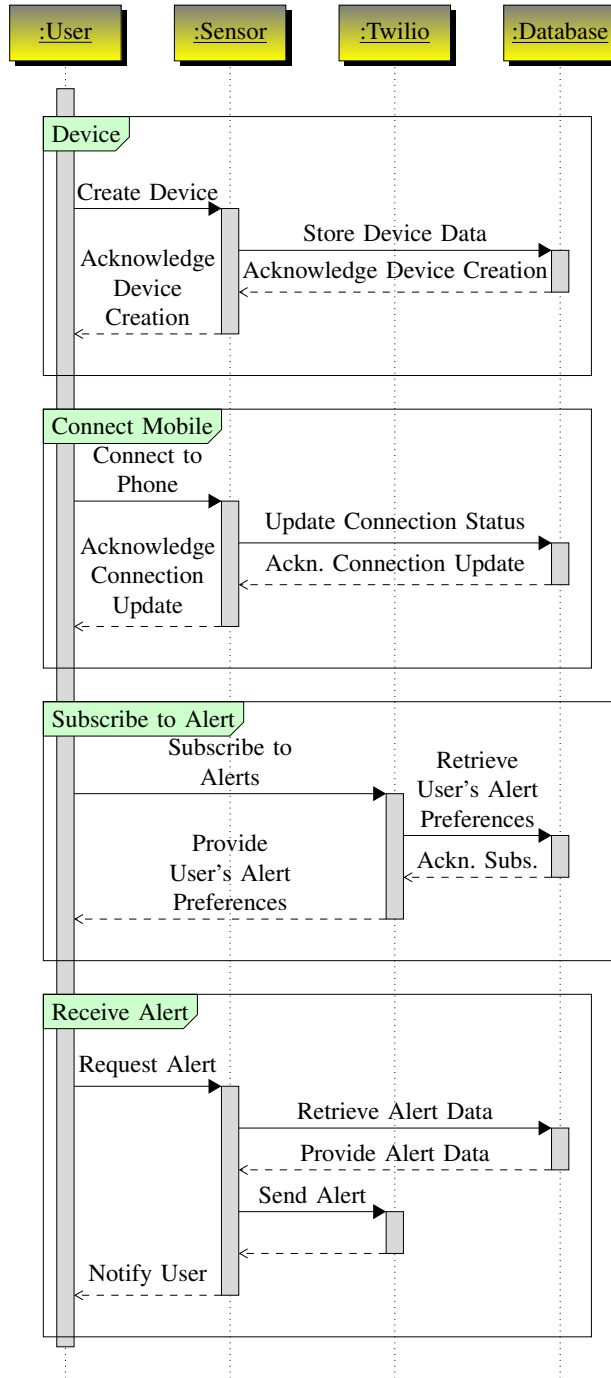 :User
:Sensor
:Twilio
:Database
Device
Create Device
Store Device Data
Acknowledge Device Creation
Acknowledge
Device
Creation
Connect Mobile
Connect to
Phone
Update Connection Status
Ackn. Connection Update
Acknowledge
Connection
Update
Subscribe to Alert
Subscribe to
Alerts
Retrieve
User's Alert
Preferences
Ackn. Subs.
Provide
User's Alert
Preferences
Receive Alert
Request Alert
Retrieve Alert Data
Provide Alert Data
Send Alert
Notify User